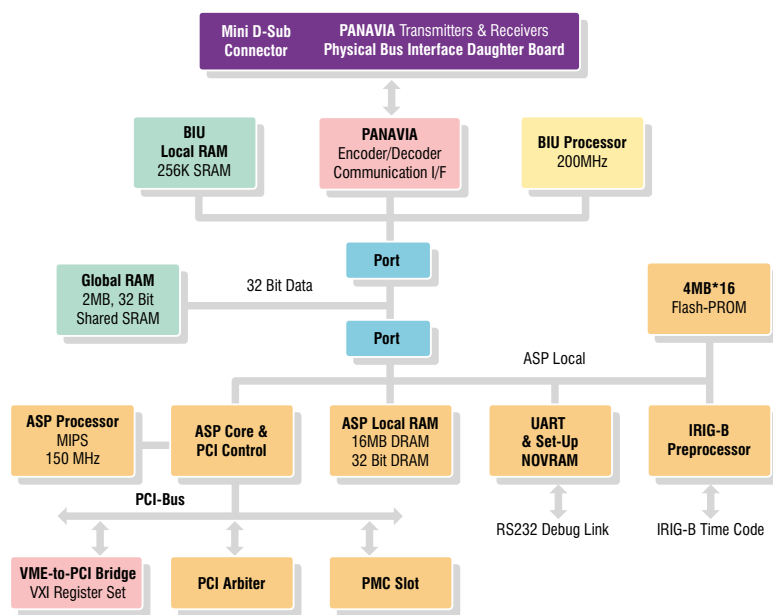 Mini D-Sub
Connector
PANAVIA Transmitters & Receivers
Physical Bus Interface Daughter Board
BIU
Local RAM
256K SRAM
PANAVIA
Encoder/Decoder
Communication I/F
BIU Processor
200MHz
Port
Global RAM
2MB, 32 Bit
Shared SRAM
32 Bit Data
4MB*16
Flash-PROM
Port
ASP Local
ASP Processor
MIPS
150 MHz
ASP Core &
PCI Control
ASP Local RAM
16MB DRAM
32 Bit DRAM
UART
& Set-Up
NOVRAM
IRIG-B
Preprocessor
PCI-Bus
RS232 Debug Link
IRIG-B Time Code
VME-to-PCI Bridge
VXI Register Set
PCI Arbiter
PMC Slot